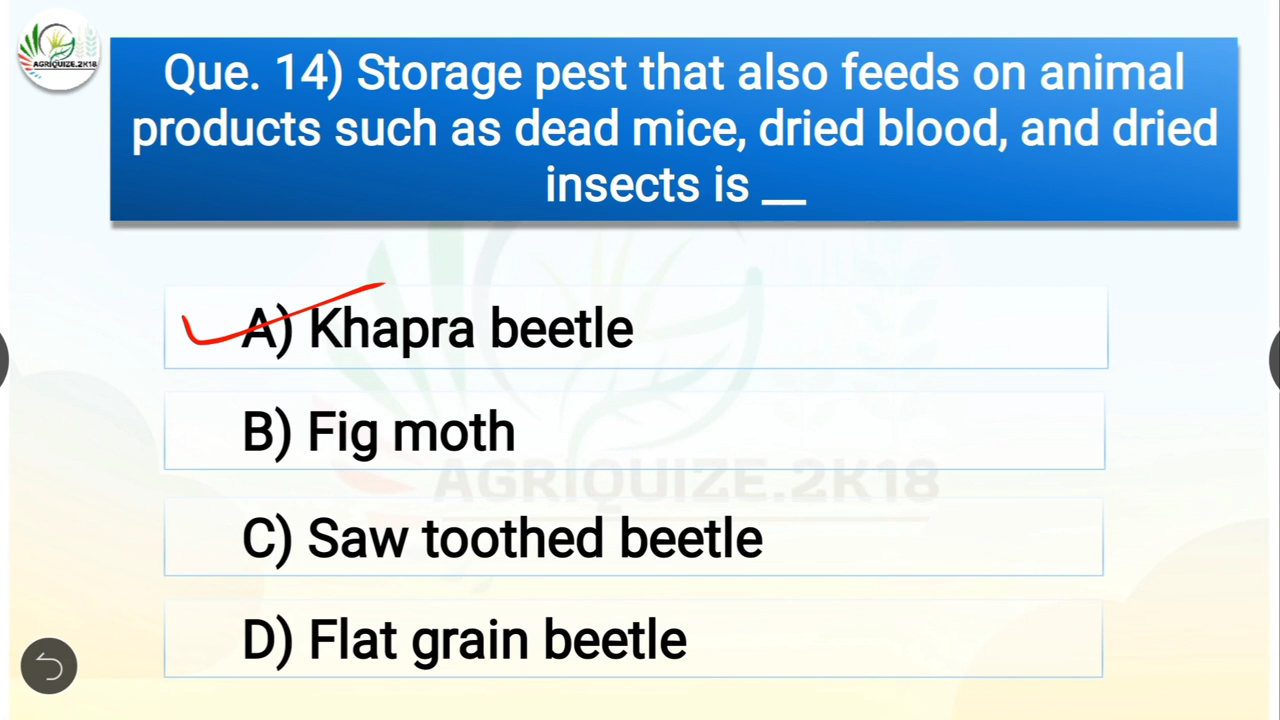 AGRIQUIZE.2K18
Que. 14) Storage pest that also feeds on animal
products such as dead mice, dried blood, and dried
insects is __
A) Khapra beetle
B) Fig moth
AGRIQUIZE.2K18
C) Saw toothed beetle
D) Flat grain beetle